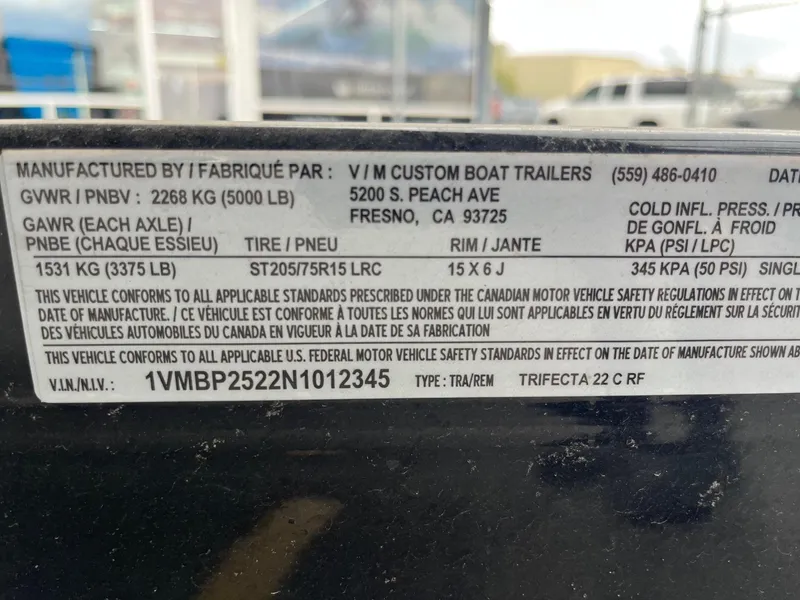 MANUFACTURED BY / FABRIQUÉ PAR : V / M CUSTOM BOAT TRAILERS (559) 486-0410 DAT
GVWR / PNBV : 2268 KG (5000 LB) 5200 S. PEACH AVE
FRESNO, CA 93725
GAWR (EACH AXLE) / COLD INFL. PRESS. / PR
PNBE (CHAQUE ESSIEU) TIRE / PNEU RIM / JANTE DE GONFL. À FROID
KPA (PSI / LPC)
1531 KG (3375 LB) ST205/75R15 LRC 15 X 6 J 345 KPA (50 PSI) SINGL
THIS VEHICLE CONFORMS TO ALL APPLICABLE STANDARDS PRESCRIBED UNDER THE CANADIAN MOTOR VEHICLE SAFETY REGULATIONS IN EFFECT ON T
DATE OF MANUFACTURE. / CE VÉHICULE EST CONFORME À TOUTES LES NORMES QUI LUI SONT APPLICABLES EN VERTU DU RÉGLEMENT SUR LA SÉCURIT
DES VÉHICULES AUTOMOBILES DU CANADA EN VIGUEUR À LA DATE DE SA FABRICATION
THIS VEHICLE CONFORMS TO ALL APPLICABLE U.S. FEDERAL MOTOR VEHICLE SAFETY STANDARDS IN EFFECT ON THE DATE OF MANUFACTURE SHOWN AB
V.I.N./N.I.V.: 1VMBP2522N1012345 TYPE : TRA/REM TRIFECTA 22 C RF